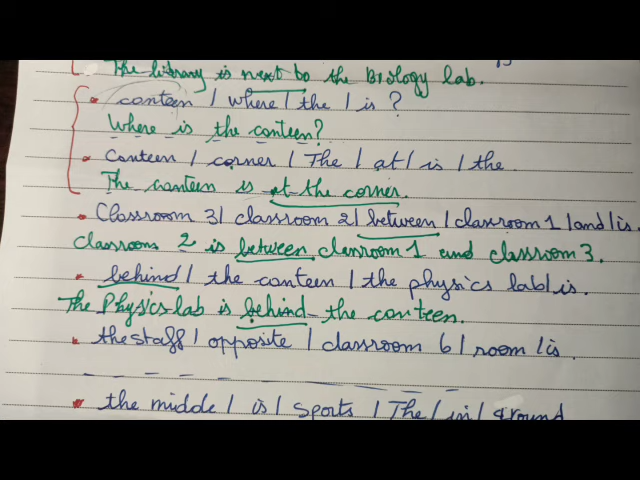 The library is next to the Biology lab.
canteen / where / the / is ?
Where is the canteen?
Canteen / corner / The / at / is / the.
The canteen is at the corner.
Classroom 3 / classroom 2 / between / classroom 1 / and / is.
classrooms 2 is between classroom 1 and classroom 3.
behind / the canteen / the physics lab / is.
The Physics lab is behind the canteen.
the staff / opposite / classroom 6 / room / is.
the middle / is / sports / The / in / ground